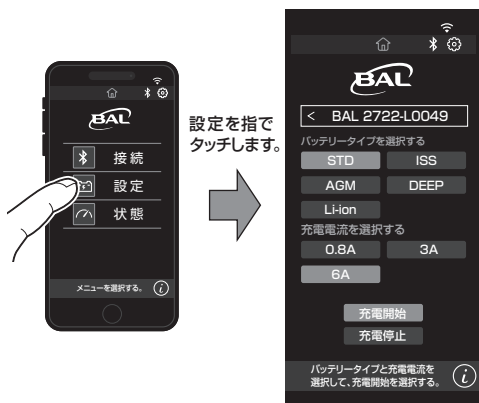 BAL
接続
設定
状態
メニューを選択する。 i
設定を指で
タッチします。
BAL
< BAL 2722-L0049
バッテリータイプを選択する
STD ISS
AGM DEEP
Li-ion
充電電流を選択する
0.8A 3A
6A
充電開始
充電停止
バッテリータイプと充電電流を
選択して、充電開始を選択する。 i